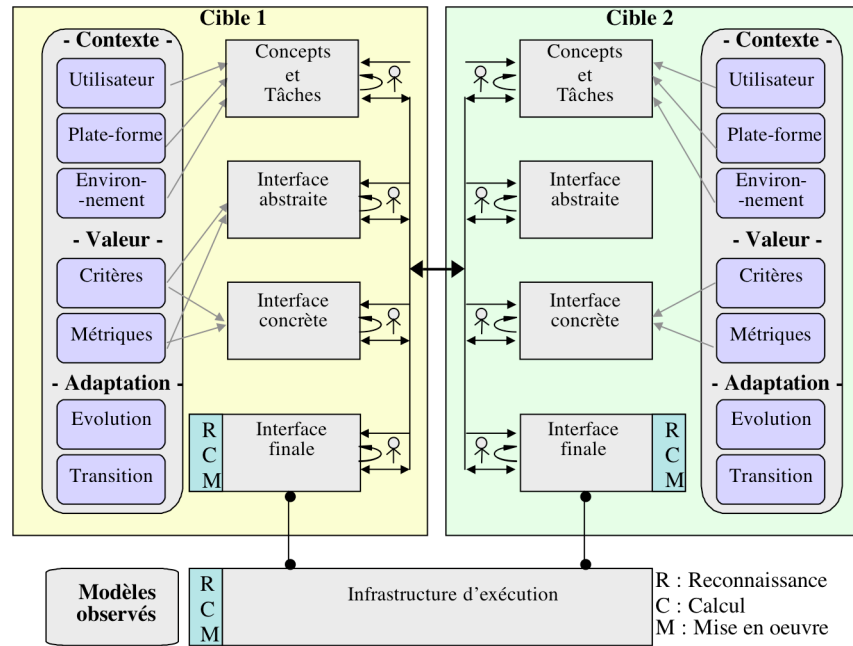 Cible 1
- Contexte -
Utilisateur
Plate-forme
Environ-
-nement
- Valeur -
Critères
Métriques
- Adaptation -
Evolution
Transition
Concepts
et
Tâches
Interface
abstraite
Interface
concrète
R
C
M
Interface
finale
Cible 2
Concepts
et
Tâches
Interface
abstraite
Interface
concrète
Interface
finale
R
C
M
- Contexte -
Utilisateur
Plate-forme
Environ-
-nement
- Valeur -
Critères
Métriques
- Adaptation -
Evolution
Transition
Modèles
observés
R
C
M
Infrastructure d'exécution
R : Reconnaissance
C : Calcul
M : Mise en oeuvre